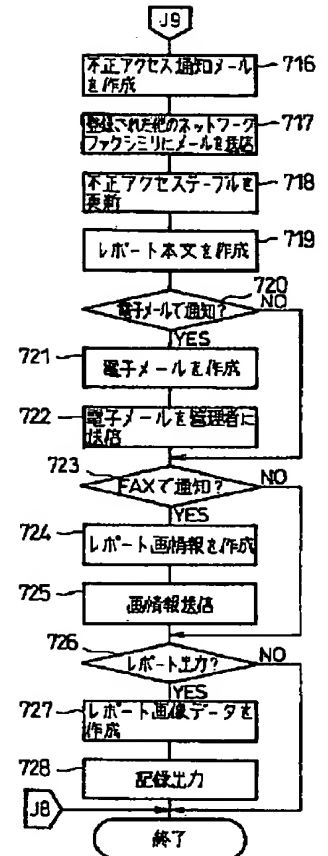 J9
不正アクセス通知メール
を作成
716
登録された他のネットワーク
ファクシミリにメールを送信
717
不正アクセステーブルを
更新
718
レポート本文を作成
719
電子メールで通知?
720
NO
YES
721
電子メールを作成
722
電子メールを管理者に
送信
723
FAXで通知?
NO
YES
724
レポート画情報を作成
725
画情報送信
726
レポート出力?
NO
YES
727
レポート画像データを
作成
728
記録出力
J8
終了